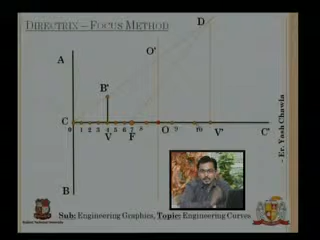 DIRECTRIX – FOCUS METHOD
D
O'
A
B'
C
0 1 2 3 4 5 6 7 8 9 10
V F O V' C'
B
- Er. Yash Chawla
Sub: Engineering Graphics, Topic: Engineering Curves